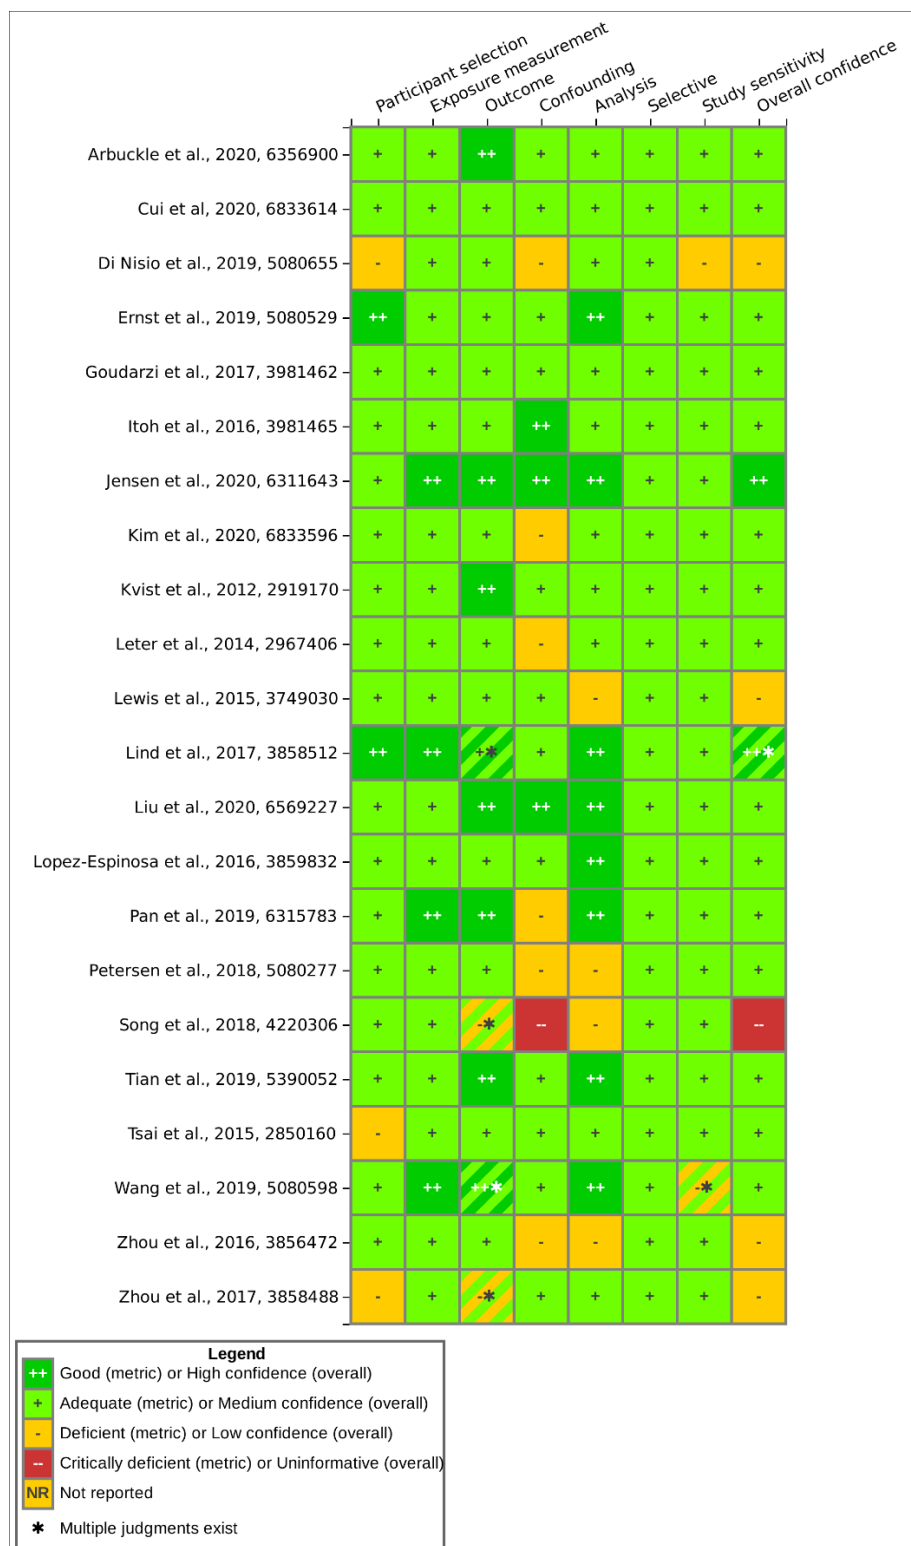 Participant selection
Exposure measurement
Outcome
Confounding
Analysis
Selective
Study sensitivity
Overall confidence
Arbuckle et al., 2020, 6356900 + + ++ + + + + +
Cui et al, 2020, 6833614 + + + + + + + +
Di Nisio et al., 2019, 5080655 - + + - + + - -
Ernst et al., 2019, 5080529 ++ + + + ++ + + +
Goudarzi et al., 2017, 3981462 + + + + + + + +
Itoh et al., 2016, 3981465 + + + ++ + + + +
Jensen et al., 2020, 6311643 + ++ ++ ++ ++ + + ++
Kim et al., 2020, 6833596 + + + - + + + +
Kvist et al., 2012, 2919170 + + ++ + + + + +
Leter et al., 2014, 2967406 + + + - + + + +
Lewis et al., 2015, 3749030 + + + + - + + -
Lind et al., 2017, 3858512 ++ ++ +✱ + ++ + + ++✱
Liu et al., 2020, 6569227 + + ++ ++ ++ + + +
Lopez-Espinosa et al., 2016, 3859832 + + + + ++ + + +
Pan et al., 2019, 6315783 + ++ ++ - ++ + + +
Petersen et al., 2018, 5080277 + + + - - + + +
Song et al., 2018, 4220306 + + -✱ -- - + + --
Tian et al., 2019, 5390052 + + ++ + ++ + + +
Tsai et al., 2015, 2850160 - + + + + + + +
Wang et al., 2019, 5080598 + ++ ++✱ + ++ + -✱ +
Zhou et al., 2016, 3856472 + + + - - + + -
Zhou et al., 2017, 3858488 - + -✱ + + + + -
Legend
++ Good (metric) or High confidence (overall)
+ Adequate (metric) or Medium confidence (overall)
- Deficient (metric) or Low confidence (overall)
-- Critically deficient (metric) or Uninformative (overall)
NR Not reported
✱ Multiple judgments exist